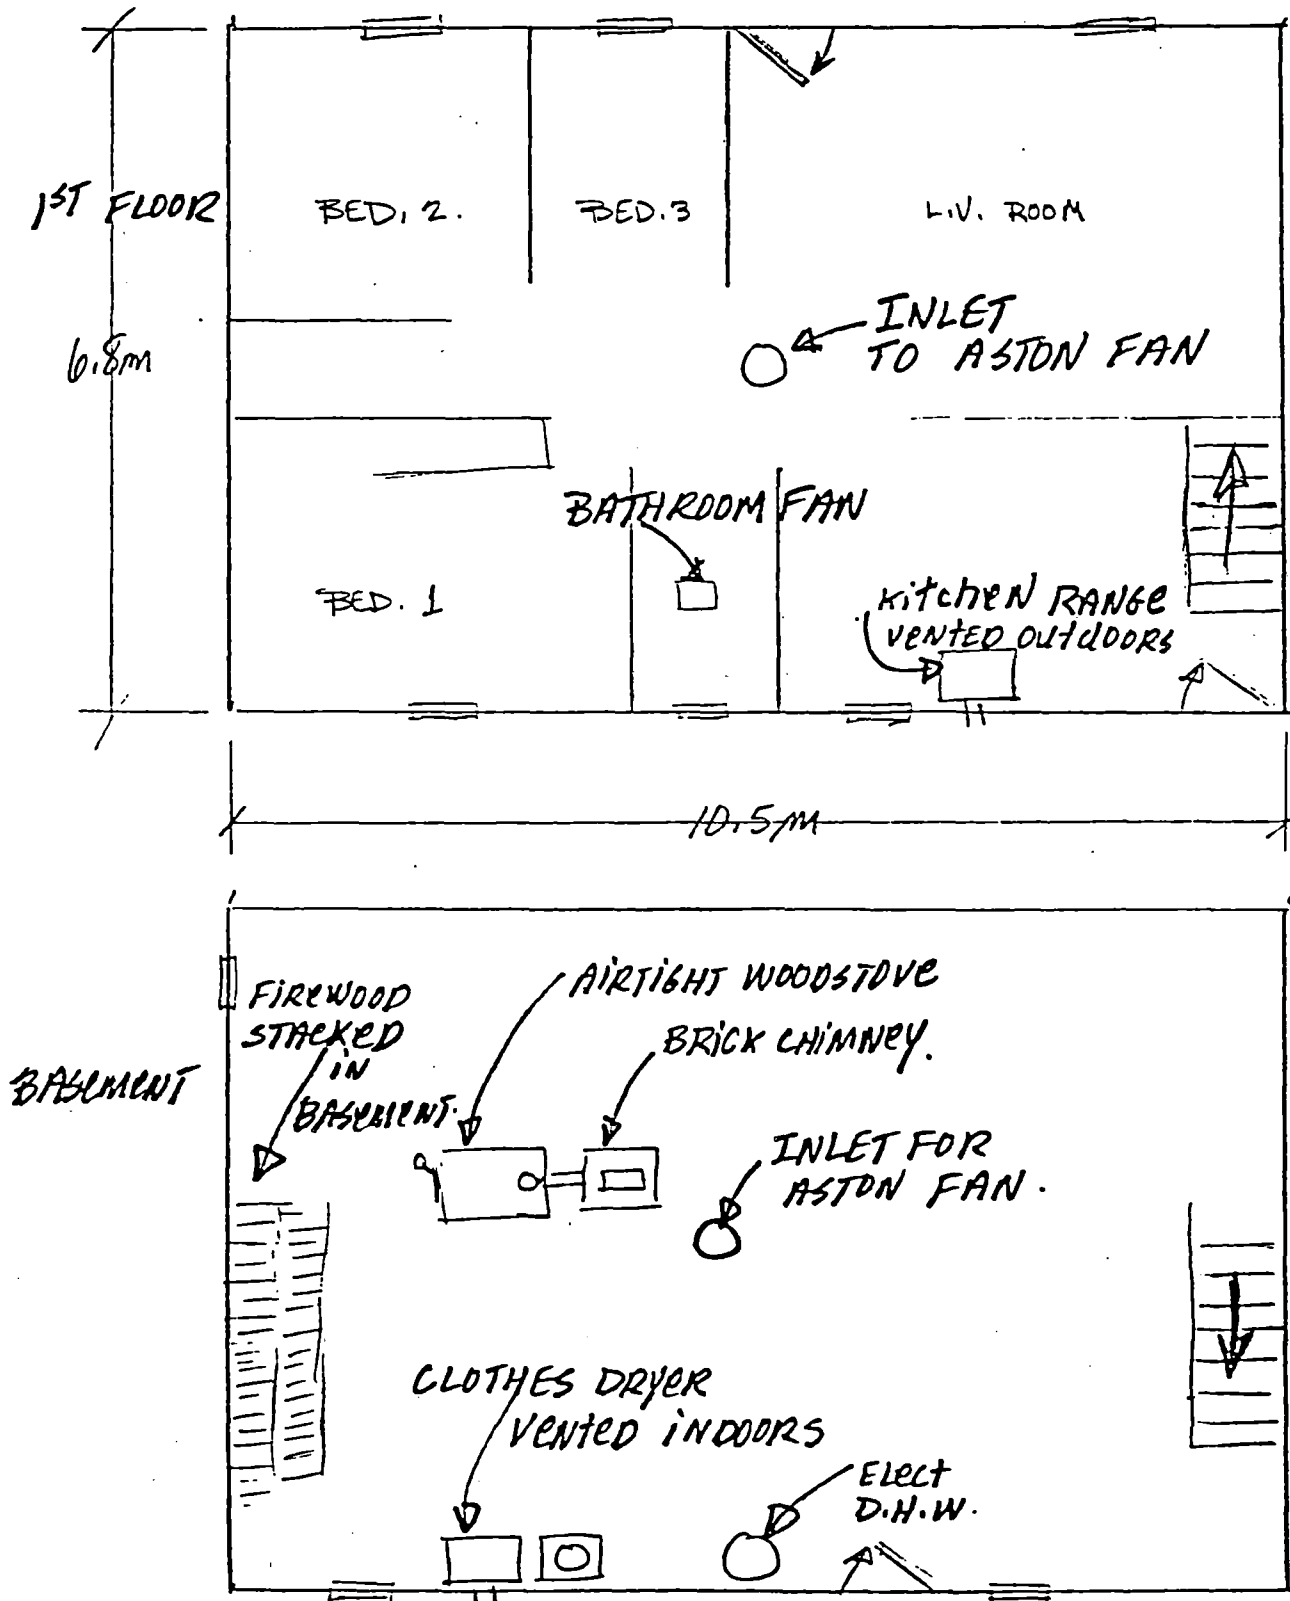 1ST FLOOR
BED. 2.
BED. 3
LIV. ROOM
6.8m
INLET
TO ASTON FAN
BATHROOM FAN
BED. 1
KitcheN RANGe
VeNteD OutdOORS
10.5m
BASemeNT
FiReWOOD
STACKeD
iN
BASeMeNT.
AiRTiGHT WOODSTOVe
BRiCK CHiMNey.
INLET FOR
ASTON FAN.
CLOTHES DRyeR
VeNteD iNDOORS
ELect
D.H.W.